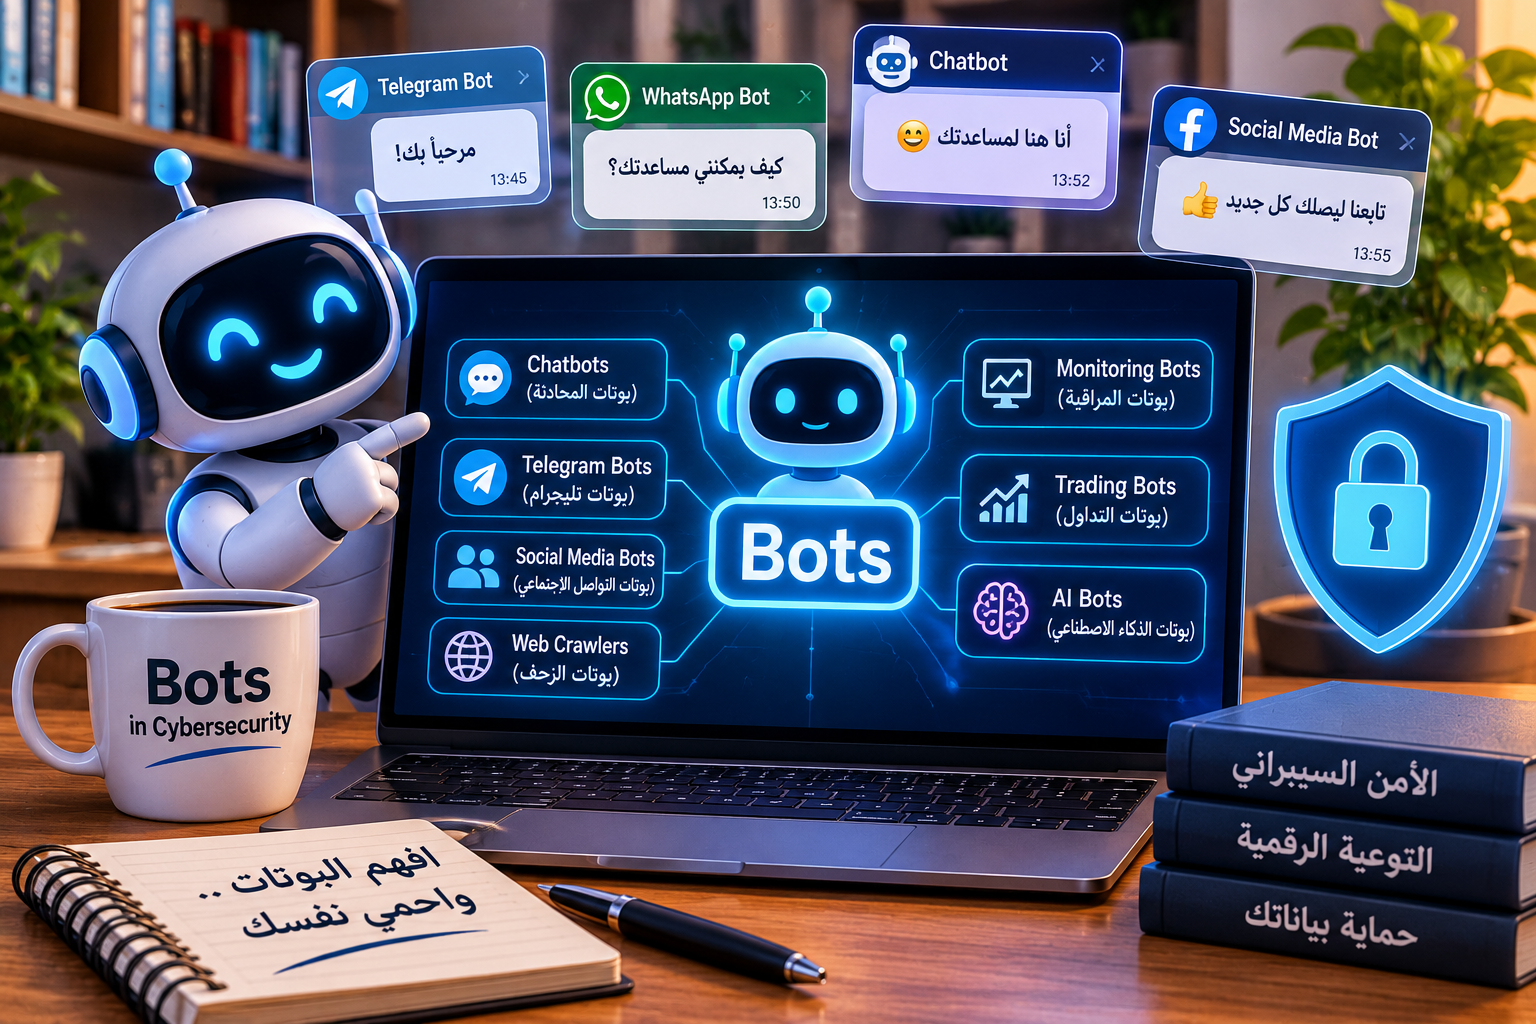 Telegram Bot
مرحباً بك!
13:45
WhatsApp Bot
كيف يمكنني مساعدتك؟
13:50
Chatbot
أنا هنا لمساعدتك 😄
13:52
Social Media Bot
تابعنا ليصلك كل جديد 👍
13:55
Chatbots
(بوتات المحادثة)
Telegram Bots
(بوتات تليجرام)
Social Media Bots
(بوتات التواصل الإجتماعي)
Web Crawlers
(بوتات الزحف)
Bots
Monitoring Bots
(بوتات المراقبة)
Trading Bots
(بوتات التداول)
AI Bots
(بوتات الذكاء الاصطناعي)
Bots
in Cybersecurity
افهم البوتات ..
واحمي نفسك
الأمن السيبراني
التوعية الرقمية
حماية بياناتك